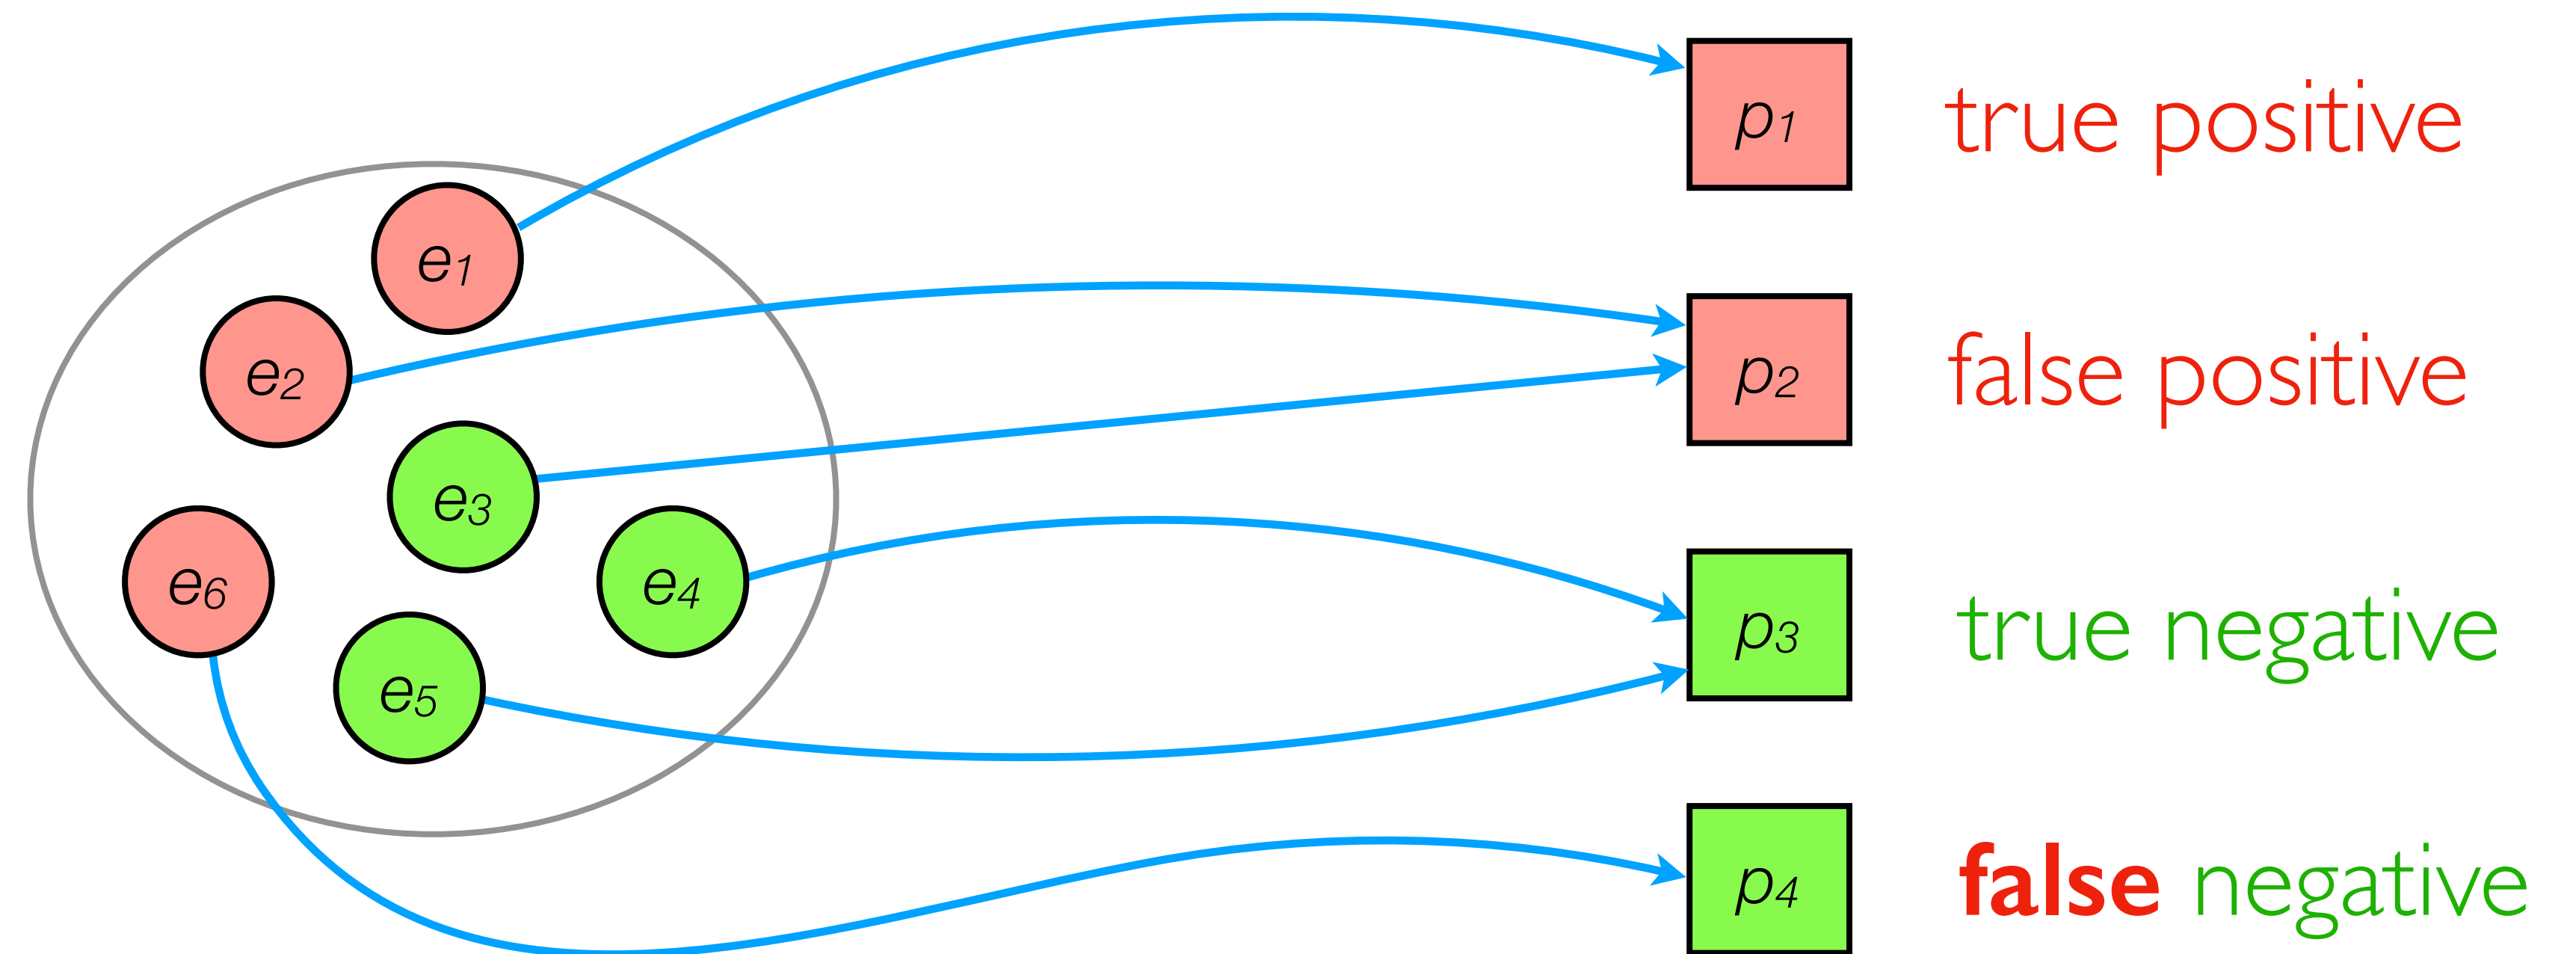 p1 true positive
e1
e2 p2 false positive
e3
e6 e4 p3 true negative
e5
p4 false negative